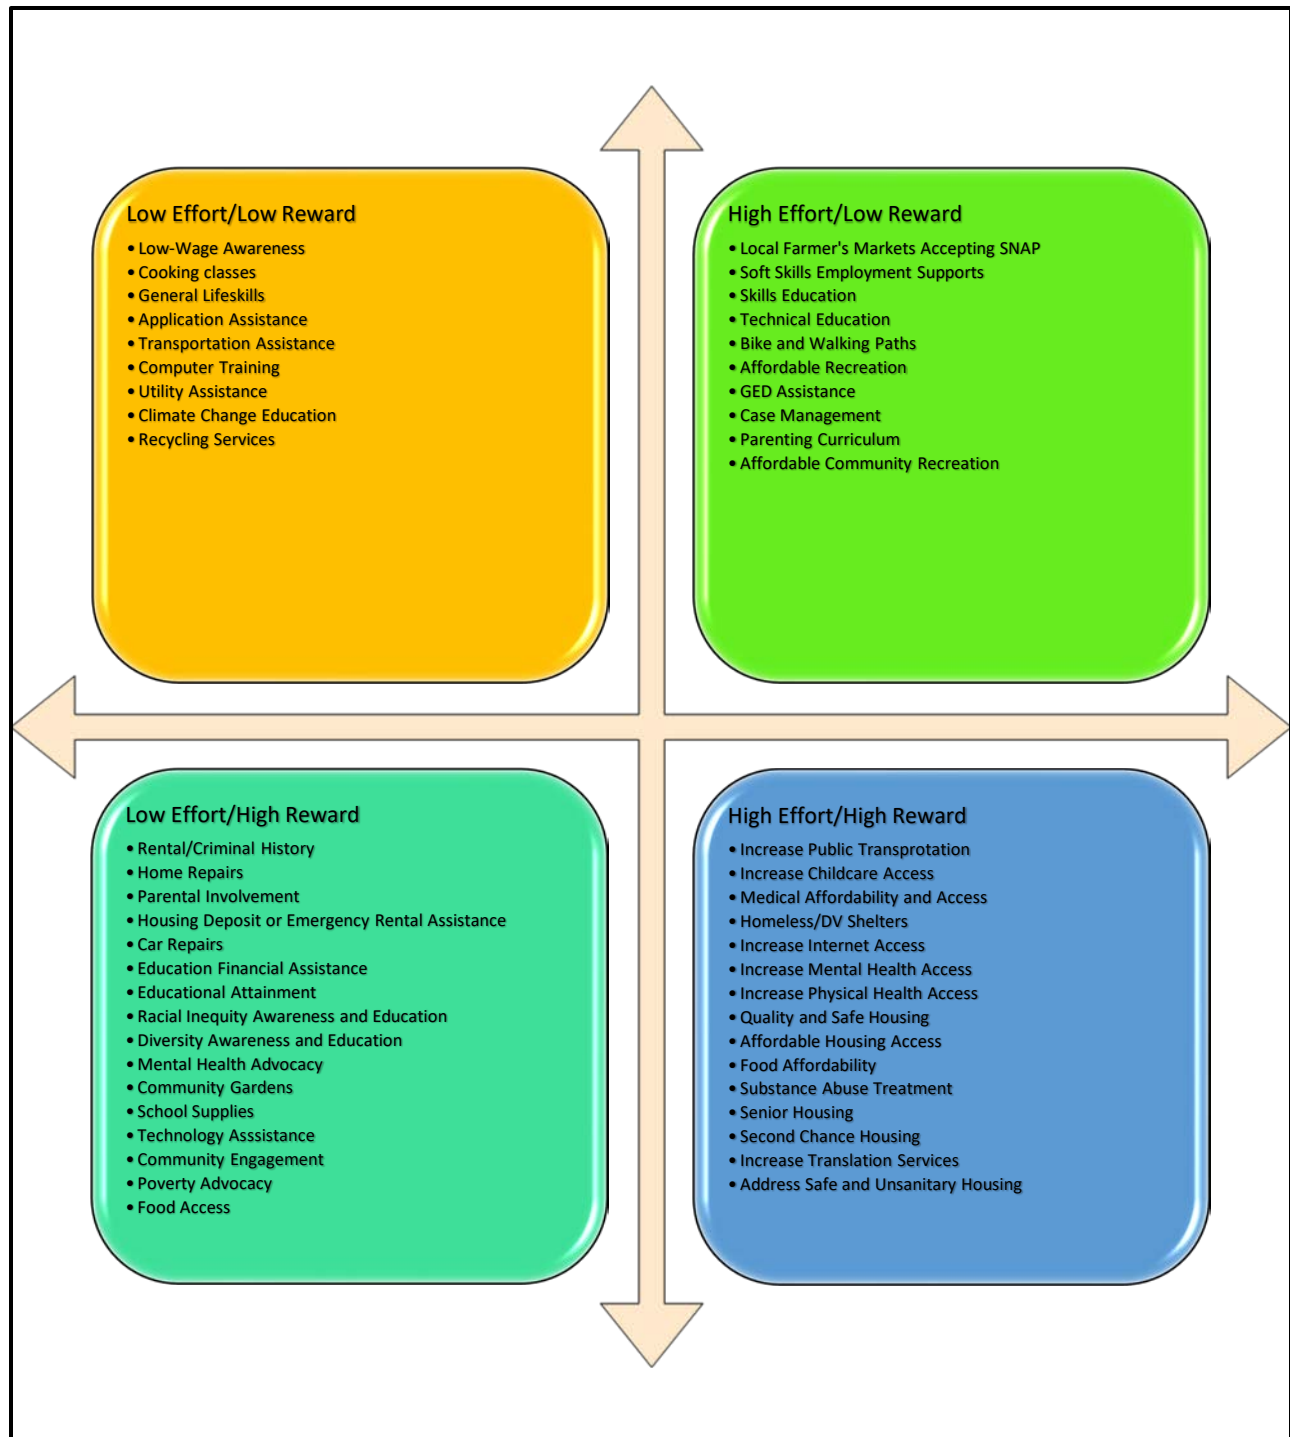 Low Effort/Low Reward
• Low-Wage Awareness
• Cooking classes
• General Lifeskills
• Application Assistance
• Transportation Assistance
• Computer Training
• Utility Assistance
• Climate Change Education
• Recycling Services
High Effort/Low Reward
• Local Farmer's Markets Accepting SNAP
• Soft Skills Employment Supports
• Skills Education
• Technical Education
• Bike and Walking Paths
• Affordable Recreation
• GED Assistance
• Case Management
• Parenting Curriculum
• Affordable Community Recreation
Low Effort/High Reward
• Rental/Criminal History
• Home Repairs
• Parental Involvement
• Housing Deposit or Emergency Rental Assistance
• Car Repairs
• Education Financial Assistance
• Educational Attainment
• Racial Inequity Awareness and Education
• Diversity Awareness and Education
• Mental Health Advocacy
• Community Gardens
• School Supplies
• Technology Asssistance
• Community Engagement
• Poverty Advocacy
• Food Access
High Effort/High Reward
• Increase Public Transprotation
• Increase Childcare Access
• Medical Affordability and Access
• Homeless/DV Shelters
• Increase Internet Access
• Increase Mental Health Access
• Increase Physical Health Access
• Quality and Safe Housing
• Affordable Housing Access
• Food Affordability
• Substance Abuse Treatment
• Senior Housing
• Second Chance Housing
• Increase Translation Services
• Address Safe and Unsanitary Housing